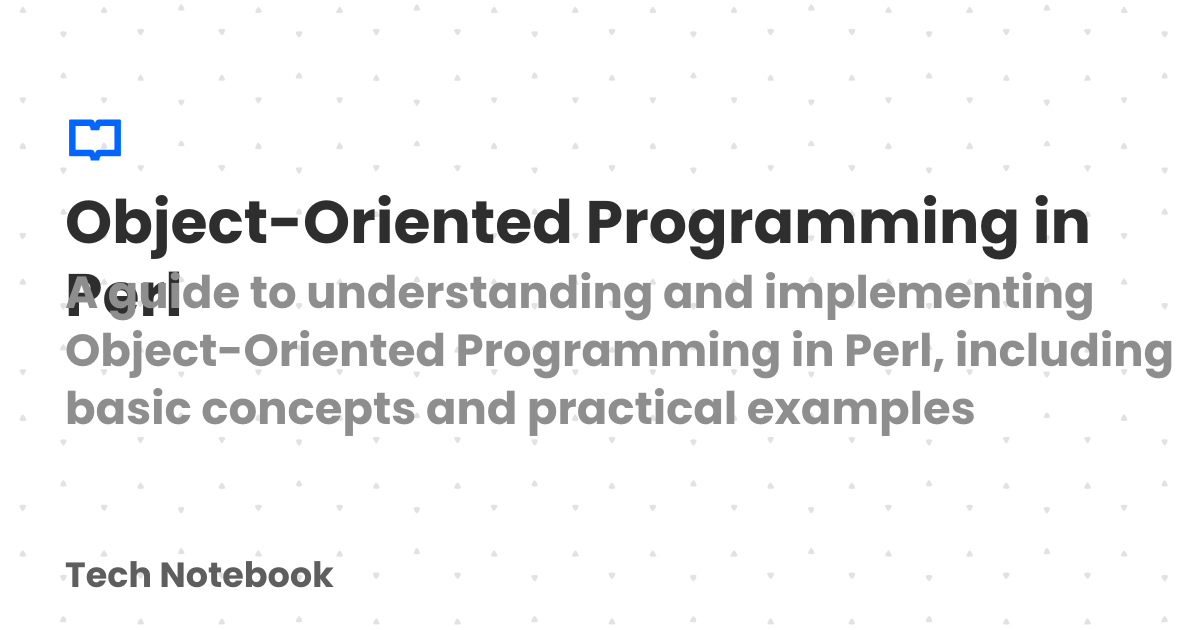 Object-Oriented Programming in
Perl
A guide to understanding and implementing
Object-Oriented Programming in Perl, including
basic concepts and practical examples
Tech Notebook